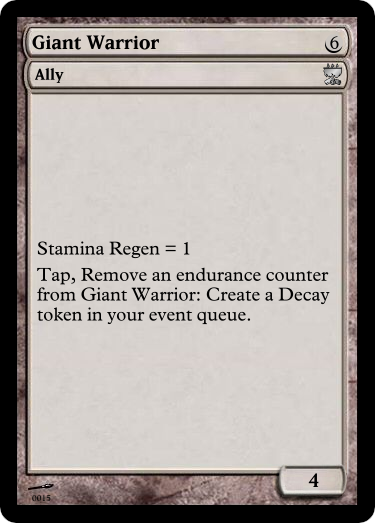 Giant Warrior 6
Ally
Stamina Regen = 1
Tap, Remove an endurance counter
from Giant Warrior: Create a Decay
token in your event queue.
4
0015